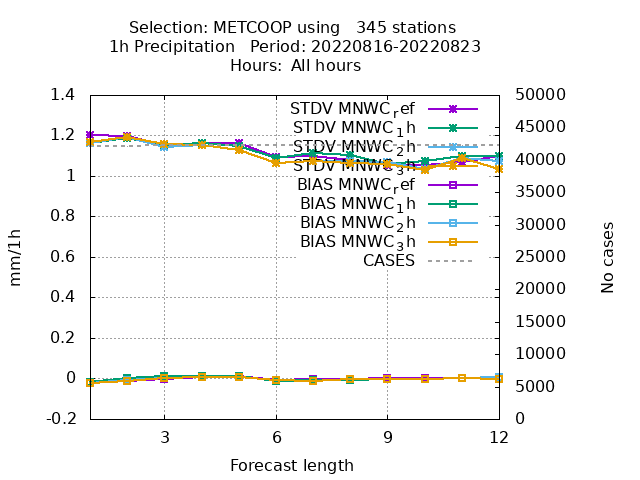 Selection: METCOOP using   345 stations
1h Precipitation   Period: 20220816-20220823
Hours:  All hours
1.4
1.2
1
0.8
0.6
0.4
0.2
0
-0.2
mm/1h
50000
45000
40000
35000
30000
25000
20000
15000
10000
5000
0
No cases
STDV MNWC_ref
STDV MNWC_1h
STDV MNWC_2h
STDV MNWC_3h
BIAS MNWC_ref
BIAS MNWC_1h
BIAS MNWC_2h
BIAS MNWC_3h
CASES
3 6 9 12
Forecast length